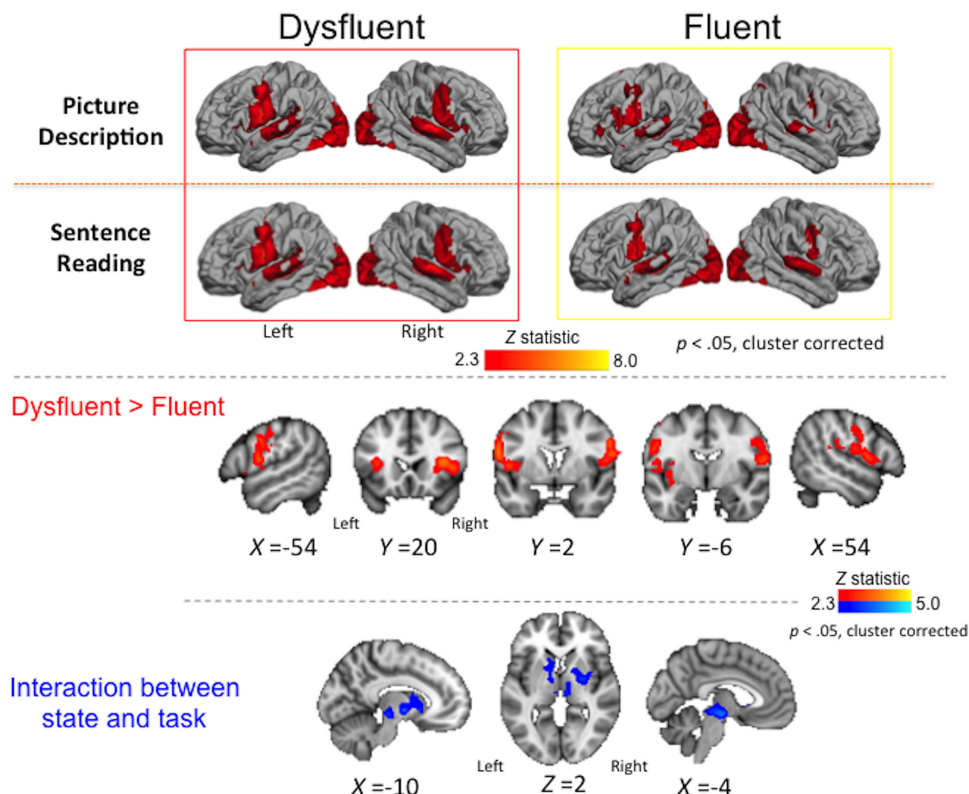 Dysfluent
Fluent
Picture
Description
Sentence
Reading
Left
Right
Z statistic
2.3
8.0
p < .05, cluster corrected
Dysfluent > Fluent
Left
Right
X =-54
Y =20
Y =2
Y =-6
X =54
Z statistic
2.3
5.0
p < .05, cluster corrected
Interaction between
state and task
Left
Right
X =-10
Z =2
X =-4